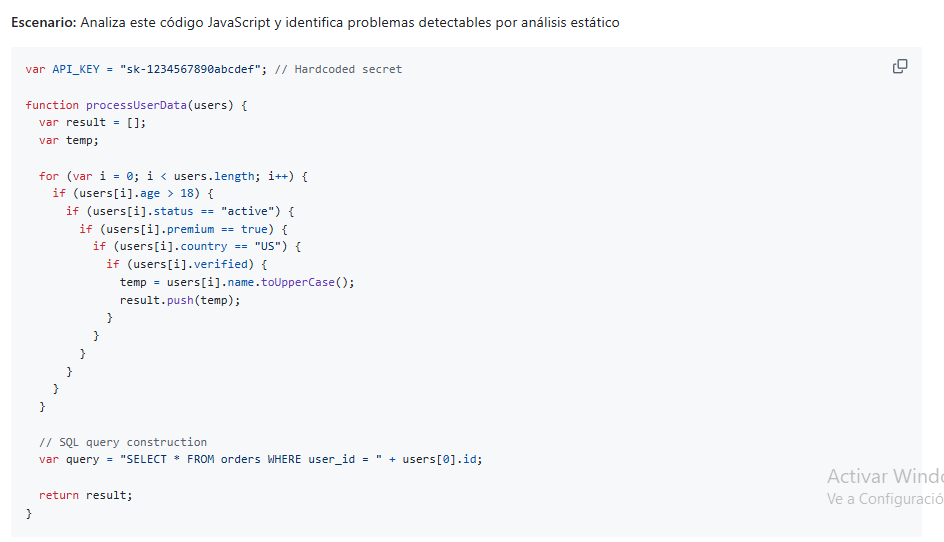 Escenario: Analiza este código JavaScript y identifica problemas detectables por análisis estático
var API_KEY = "sk-1234567890abcdef"; // Hardcoded secret
function processUserData(users) {
  var result = [];
  var temp;
  for (var i = 0; i < users.length; i++) {
    if (users[i].age > 18) {
      if (users[i].status == "active") {
        if (users[i].premium == true) {
          if (users[i].country == "US") {
            if (users[i].verified) {
              temp = users[i].name.toUpperCase();
              result.push(temp);
            }
          }
        }
      }
    }
  }
  // SQL query construction
  var query = "SELECT * FROM orders WHERE user_id = " + users[0].id;
  return result;
}
Activar Windo
Ve a Configuració